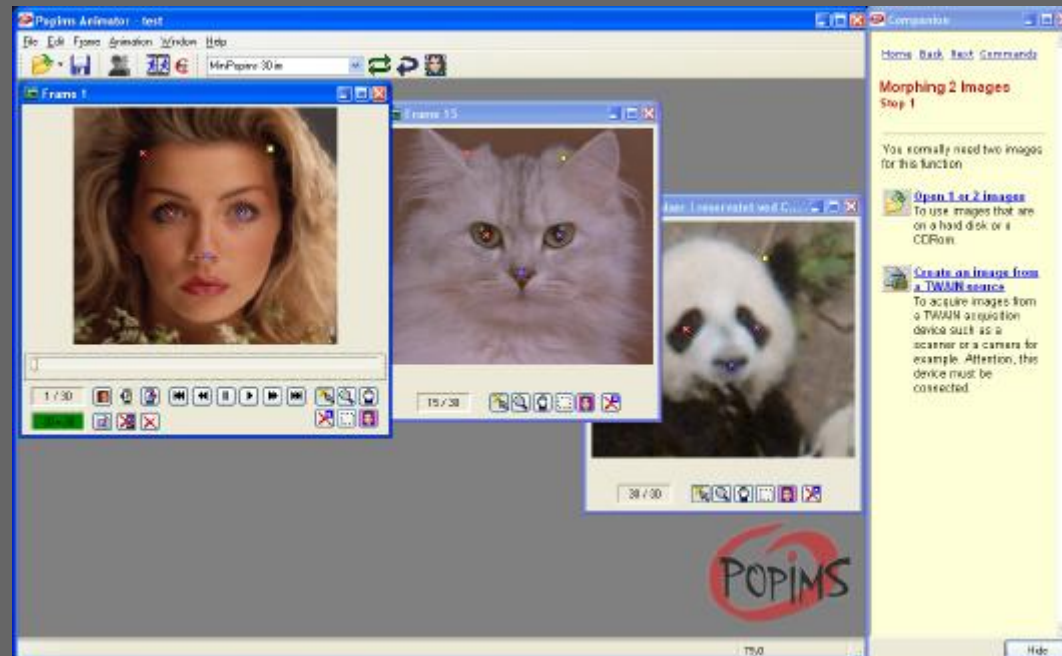 Popims Animator - test
File Edit Frame Animation Window Help
MinPopims 30 im
Frame 1
1 / 30
Frame 15
15 / 30
30 / 30
POPIMS
75,0
Companion
Home Back Next Commands
Morphing 2 Images
Step 1
You normally need two images
for this function
Open 1 or 2 images
To use images that are
on a hard disk or a
CDRom.
Create an image from
a TWAIN source
To acquire images from
a TWAIN acquisition
device such as a
scanner or a camera for
example. Attention, this
device must be
connected.
Hide